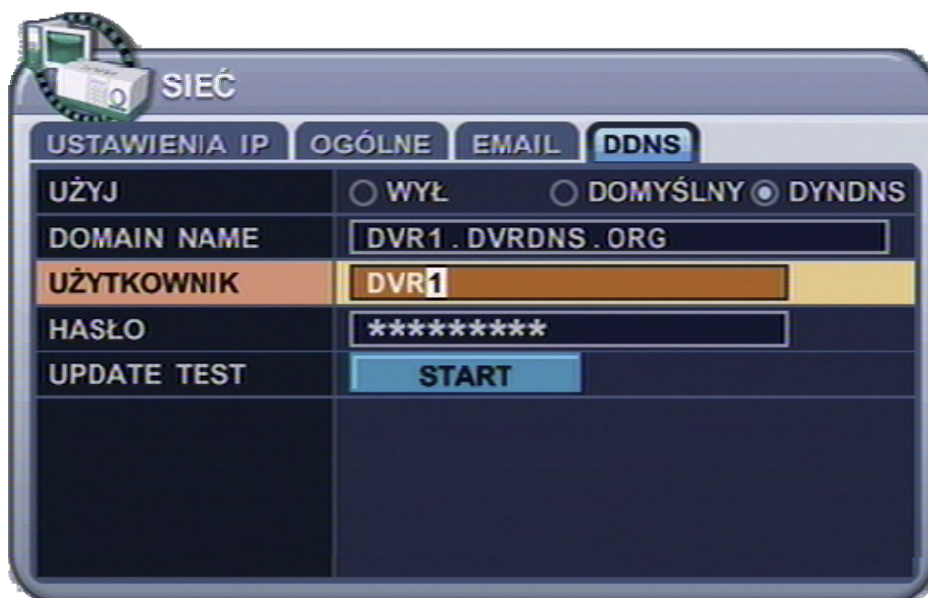 SIEĆ
USTAWIENIA IP OGÓLNE EMAIL DDNS
UŻYJ WYŁ DOMYŚLNY DYNDNS
DOMAIN NAME DVR1.DVRDNS.ORG
UŻYTKOWNIK DVR1
HASŁO *********
UPDATE TEST START